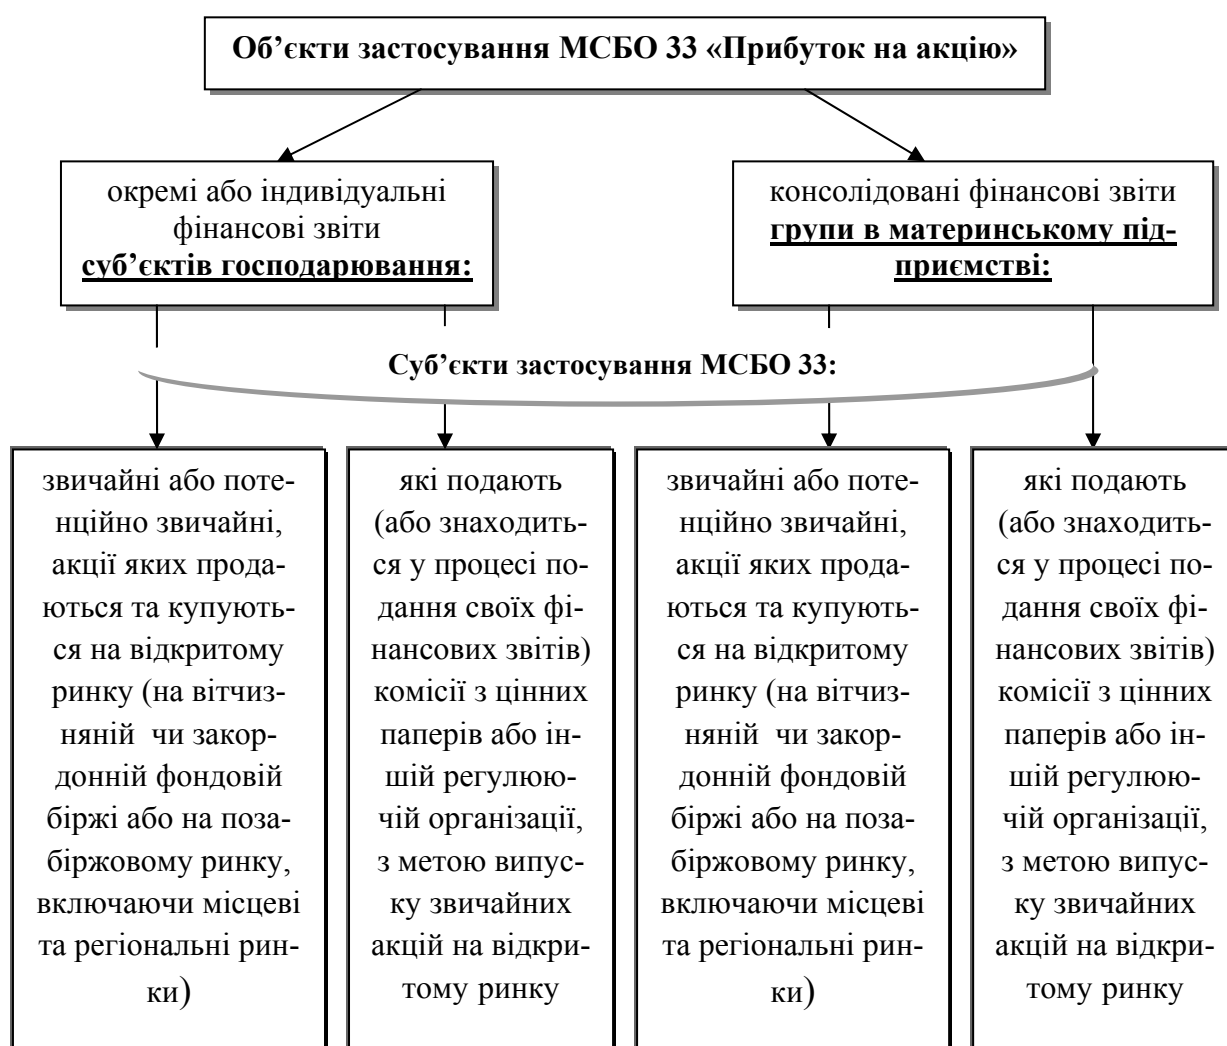 Об’єкти застосування МСБО 33 «Прибуток на акцію»
окремі або індивідуальні
фінансові звіти
суб’єктів господарювання:
консолідовані фінансові звіти
групи в материнському під-
приємстві:
Суб’єкти застосування МСБО 33:
звичайні або поте-
нційно звичайні,
акції яких прода-
ються та купують-
ся на відкритому
ринку (на вітчиз-
няній чи закор-
донній фондовій
біржі або на поза-
біржовому ринку,
включаючи місцеві
та регіональні рин-
ки)
які подають
(або знаходить-
ся у процесі по-
дання своїх фі-
нансових звітів)
комісії з цінних
паперів або ін-
шій регулюю-
чій організації,
з метою випус-
ку звичайних
акцій на відкри-
тому ринку
звичайні або поте-
нційно звичайні,
акції яких прода-
ються та купують-
ся на відкритому
ринку (на вітчиз-
няній чи закор-
донній фондовій
біржі або на поза-
біржовому ринку,
включаючи місцеві
та регіональні рин-
ки)
які подають
(або знаходить-
ся у процесі по-
дання своїх фі-
нансових звітів)
комісії з цінних
паперів або ін-
шій регулюю-
чій організації,
з метою випус-
ку звичайних
акцій на відкри-
тому ринку